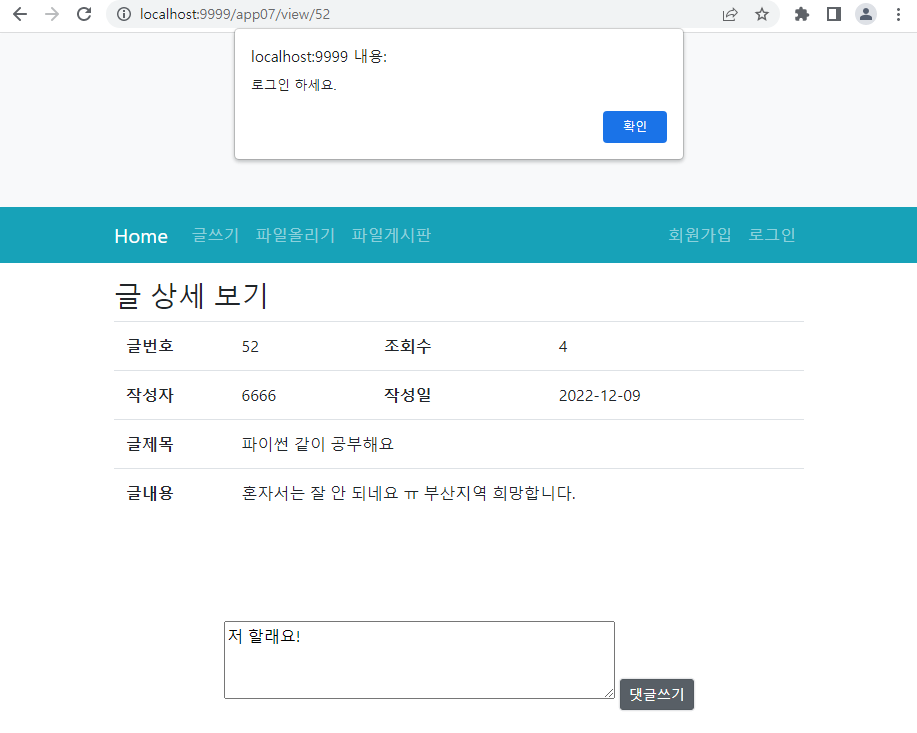 localhost:9999/app07/view/52
localhost:9999 내용:
로그인 하세요.
확인
Home 글쓰기 파일올리기 파일게시판 회원가입 로그인
글 상세 보기
글번호 52 조회수 4
작성자 6666 작성일 2022-12-09
글제목 파이썬 같이 공부해요
글내용 혼자서는 잘 안 되네요 ㅠ 부산지역 희망합니다.
저 할래요!
댓글쓰기